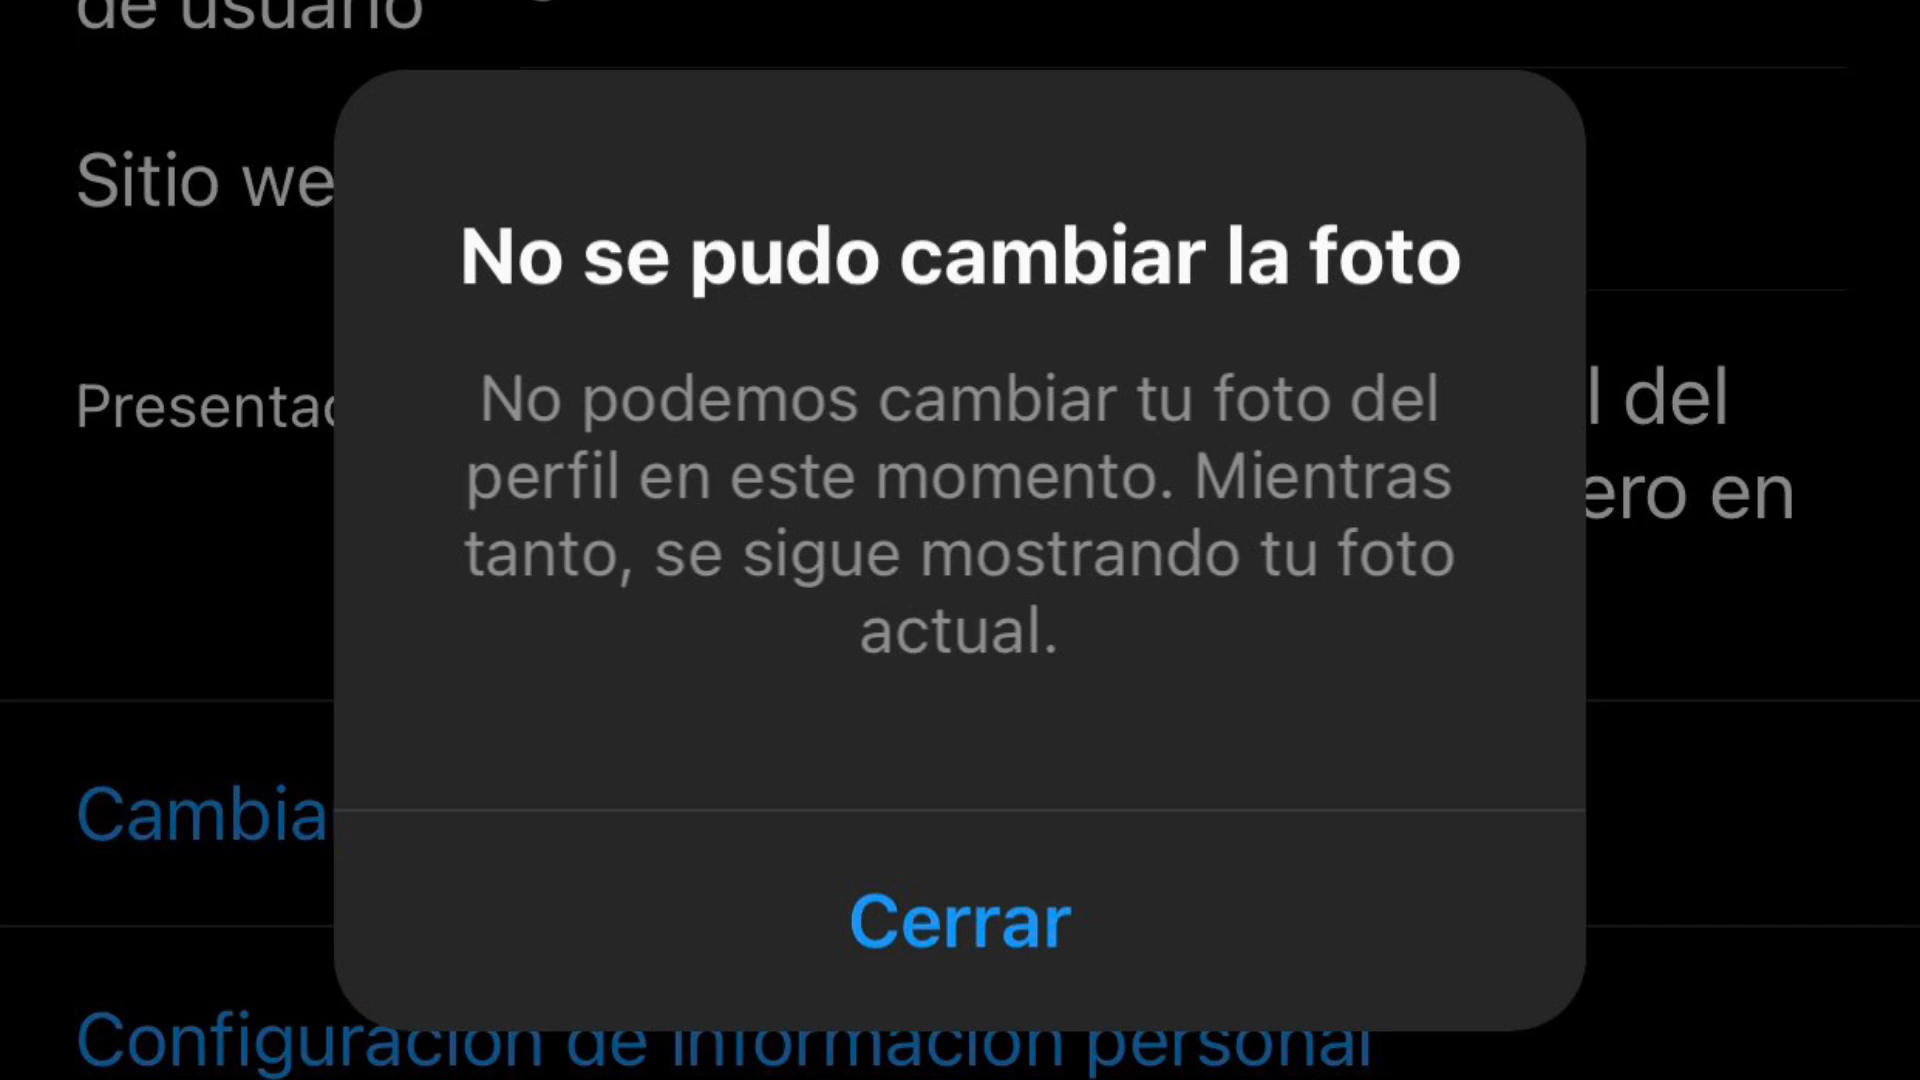 de usuario
Sitio we
No se pudo cambiar la foto
Presentac
No podemos cambiar tu foto del
perfil en este momento. Mientras
tanto, se sigue mostrando tu foto
actual.
l del
ero en
Cambia
Cerrar
Configuración de información personal